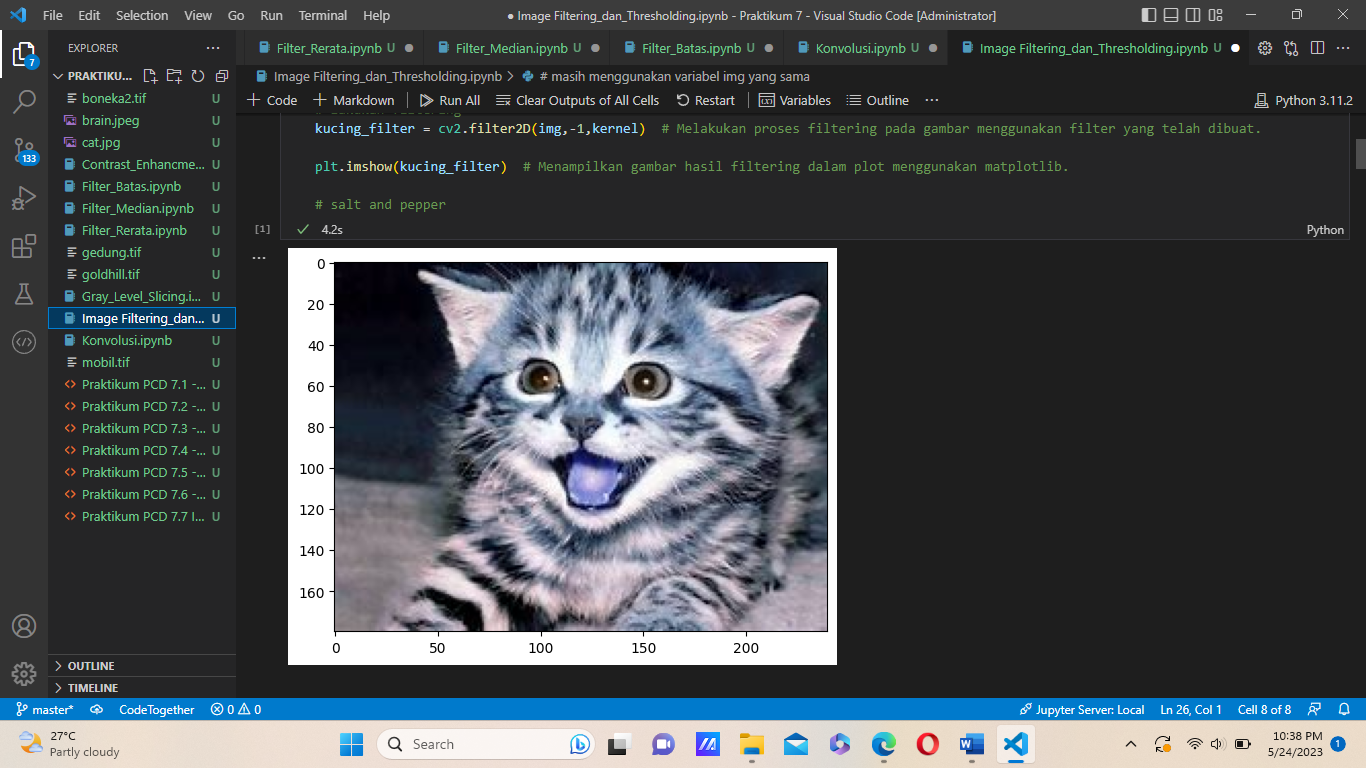 File Edit Selection View Go Run Terminal Help
● Image Filtering_dan_Thresholding.ipynb - Praktikum 7 - Visual Studio Code [Administrator]
EXPLORER
Filter_Rerata.ipynb U
Filter_Median.ipynb U
Filter_Batas.ipynb U
Konvolusi.ipynb U
Image Filtering_dan_Thresholding.ipynb U
7
PRAKTIKU...
Image Filtering_dan_Thresholding.ipynb > # masih menggunakan variabel img yang sama
Code Markdown Run All Clear Outputs of All Cells Restart Variables Outline ... Python 3.11.2
boneka2.tif U
brain.jpeg U
cat.jpg U
133
Contrast_Enhancme... U
Filter_Batas.ipynb U
Filter_Median.ipynb U
Filter_Rerata.ipynb U
gedung.tif U
goldhill.tif U
Gray_Level_Slicing.i... U
Image Filtering_dan... U
Konvolusi.ipynb U
mobil.tif U
Praktikum PCD 7.1 -... U
Praktikum PCD 7.2 -... U
Praktikum PCD 7.3 -... U
Praktikum PCD 7.4 -... U
Praktikum PCD 7.5 -... U
Praktikum PCD 7.6 -... U
Praktikum PCD 7.7 I... U
OUTLINE
TIMELINE
kucing_filter = cv2.filter2D(img,-1,kernel) # Melakukan proses filtering pada gambar menggunakan filter yang telah dibuat.
plt.imshow(kucing_filter) # Menampilkan gambar hasil filtering dalam plot menggunakan matplotlib.
# salt and pepper
[1] 4.2s Python
0
20
40
60
80
100
120
140
160
0 50 100 150 200
master* CodeTogether 0 0 Jupyter Server: Local Ln 26, Col 1 Cell 8 of 8
27°C
Partly cloudy
Search
10:38 PM
5/24/2023
1